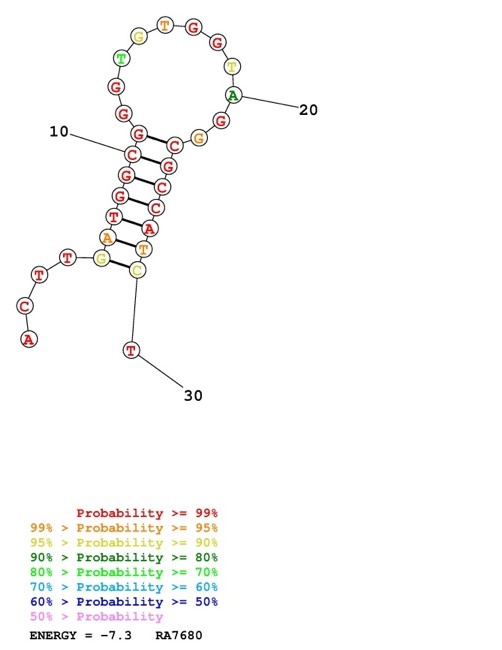 G T G G
T G
T T
G A
20
G G
10 G G
C C
G G
G C
T C
A A
G T
T C
T
C
A
T
30
Probability >= 99%
99% > Probability >= 95%
95% > Probability >= 90%
90% > Probability >= 80%
80% > Probability >= 70%
70% > Probability >= 60%
60% > Probability >= 50%
50% > Probability
ENERGY = -7.3 RA7680